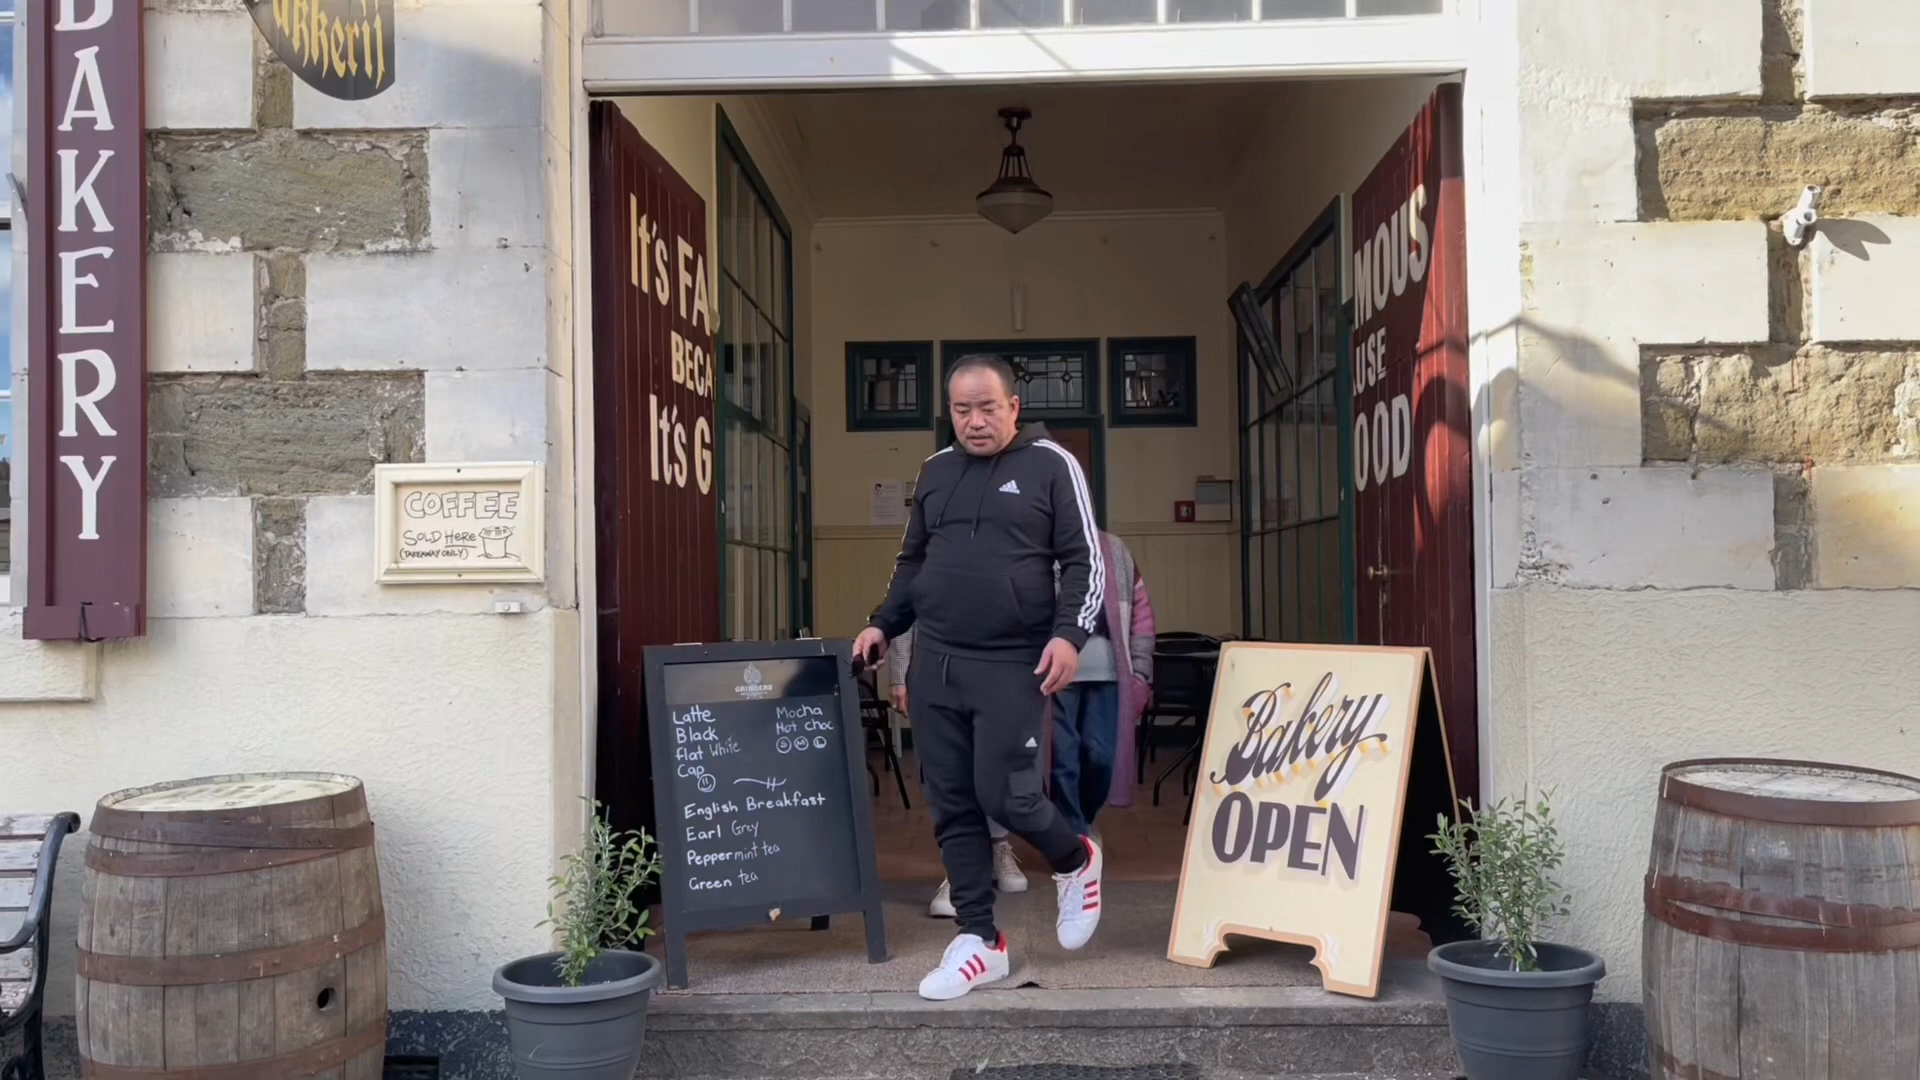 BAKERY
akkerij
COFFEE
SOLD HERE
(TAKEAWAY ONLY)
It's FA
BECA
It's G
MOUS
USE
OOD
GRINDERS
Latte
Black
flat White
Cap
Mocha
Hot choc
S M L
English Breakfast
Earl Grey
Peppermint tea
Green tea
Bakery
OPEN